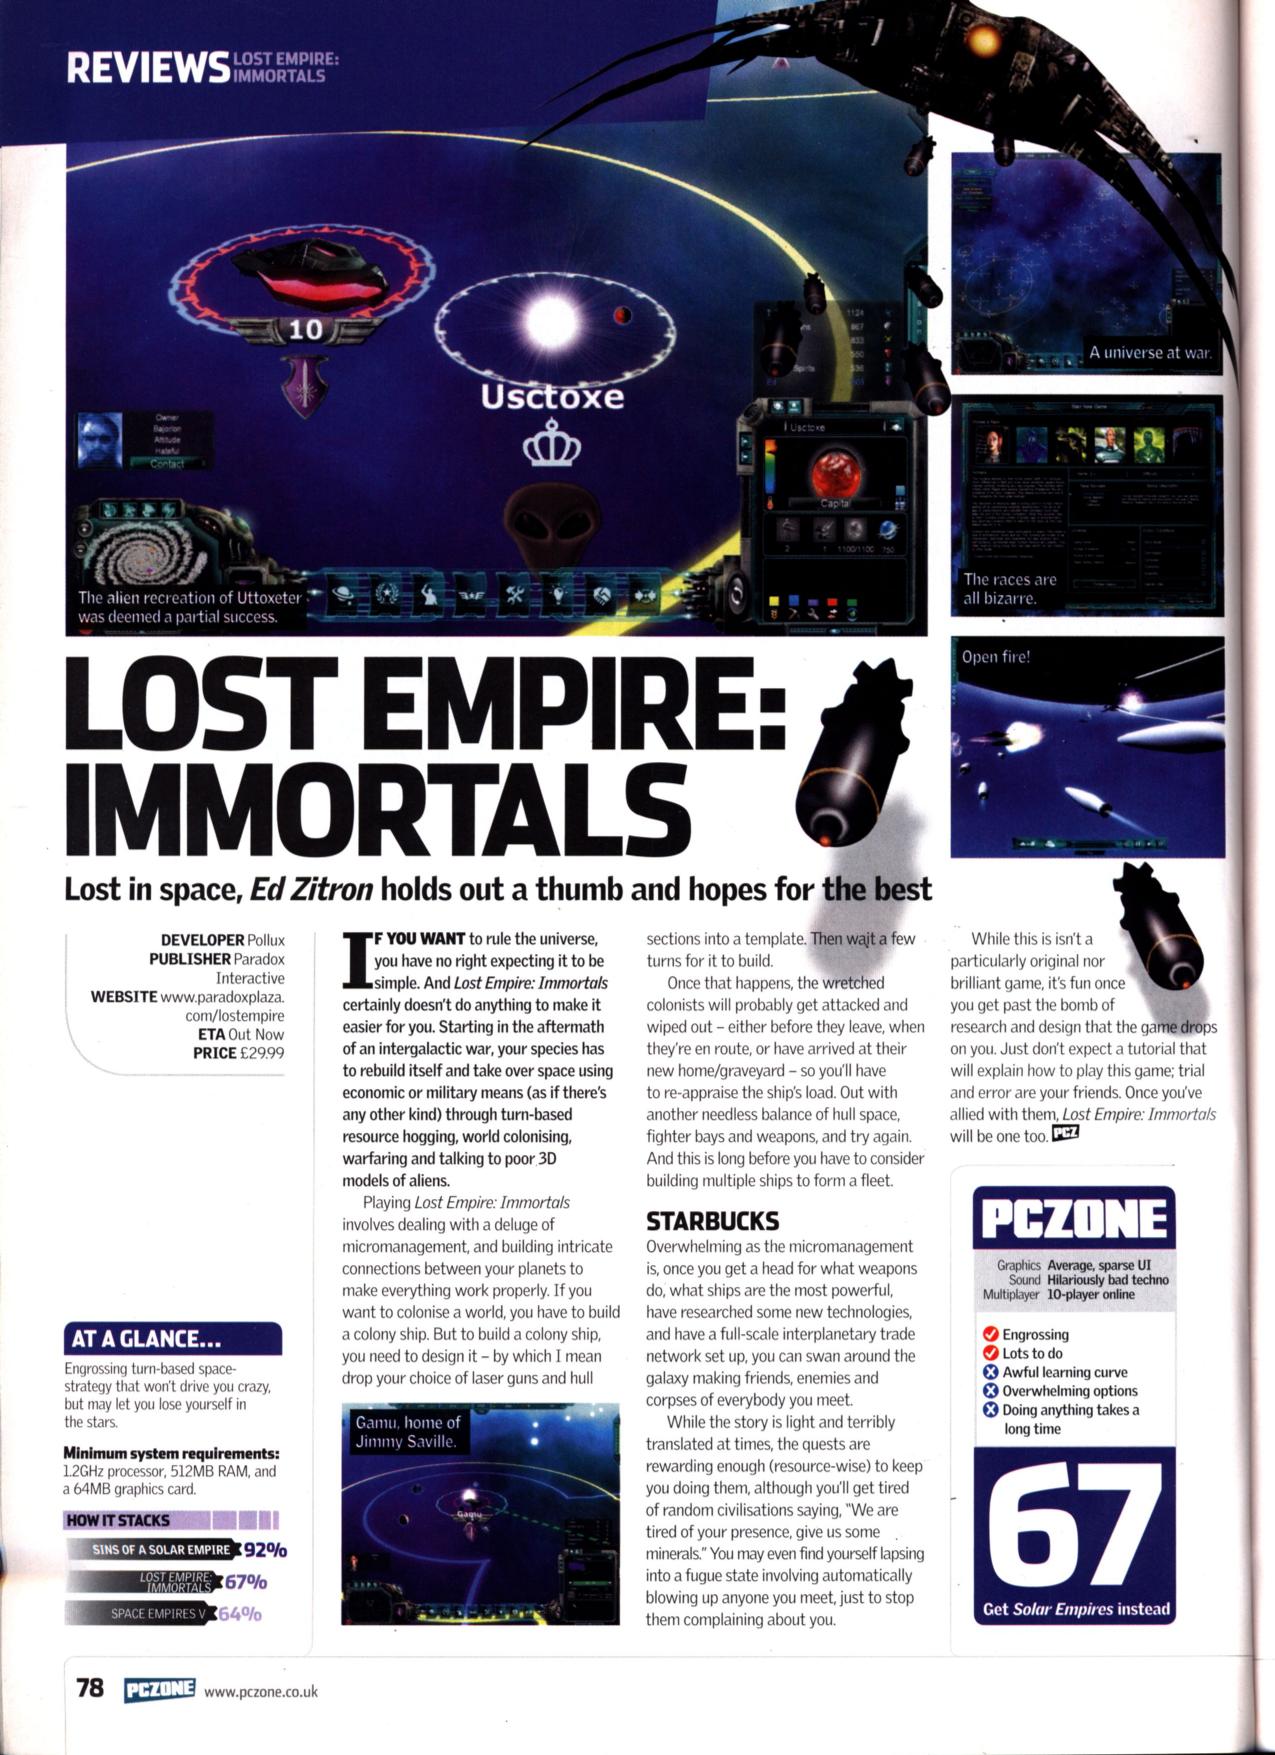 REVIEWS LOST EMPIRE:
IMMORTALS
10
Usctoxe
Owner
Bajorlon
Attitude
Hateful
Contact
1124
867
833
550
536
Usctoxe
Capital
2 1 1100/1100 750
The alien recreation of Uttoxeter
was deemed a partial success.
A universe at war.
The races are
all bizarre.
Open fire!
LOST EMPIRE:
IMMORTALS
Lost in space, Ed Zitron holds out a thumb and hopes for the best
DEVELOPER Pollux
PUBLISHER Paradox
Interactive
WEBSITE www.paradoxplaza.
com/lostempire
ETA Out Now
PRICE £29.99
AT A GLANCE...
Engrossing turn-based space-
strategy that won't drive you crazy,
but may let you lose yourself in
the stars.
Minimum system requirements:
1.2GHz processor, 512MB RAM, and
a 64MB graphics card.
HOW IT STACKS
SINS OF A SOLAR EMPIRE 92%
LOST EMPIRE:
IMMORTALS 67%
SPACE EMPIRES V 64%
IF YOU WANT to rule the universe,
you have no right expecting it to be
simple. And Lost Empire: Immortals
certainly doesn't do anything to make it
easier for you. Starting in the aftermath
of an intergalactic war, your species has
to rebuild itself and take over space using
economic or military means (as if there's
any other kind) through turn-based
resource hogging, world colonising,
warfaring and talking to poor 3D
models of aliens.
Playing Lost Empire: Immortals
involves dealing with a deluge of
micromanagement, and building intricate
connections between your planets to
make everything work properly. If you
want to colonise a world, you have to build
a colony ship. But to build a colony ship,
you need to design it – by which I mean
drop your choice of laser guns and hull
Gamu, home of
Jimmy Saville.
Gamu
sections into a template. Then wait a few
turns for it to build.
Once that happens, the wretched
colonists will probably get attacked and
wiped out – either before they leave, when
they're en route, or have arrived at their
new home/graveyard – so you'll have
to re-appraise the ship's load. Out with
another needless balance of hull space,
fighter bays and weapons, and try again.
And this is long before you have to consider
building multiple ships to form a fleet.
STARBUCKS
Overwhelming as the micromanagement
is, once you get a head for what weapons
do, what ships are the most powerful,
have researched some new technologies,
and have a full-scale interplanetary trade
network set up, you can swan around the
galaxy making friends, enemies and
corpses of everybody you meet.
While the story is light and terribly
translated at times, the quests are
rewarding enough (resource-wise) to keep
you doing them, although you'll get tired
of random civilisations saying, "We are
tired of your presence, give us some
minerals." You may even find yourself lapsing
into a fugue state involving automatically
blowing up anyone you meet, just to stop
them complaining about you.
While this is isn't a
particularly original nor
brilliant game, it's fun once
you get past the bomb of
research and design that the game drops
on you. Just don't expect a tutorial that
will explain how to play this game; trial
and error are your friends. Once you've
allied with them, Lost Empire: Immortals
will be one too. PCZ
PCZONE
Graphics Average, sparse UI
Sound Hilariously bad techno
Multiplayer 10-player online
Engrossing
Lots to do
Awful learning curve
Overwhelming options
Doing anything takes a
long time
67
Get Solar Empires instead
78 PCZONE www.pczone.co.uk